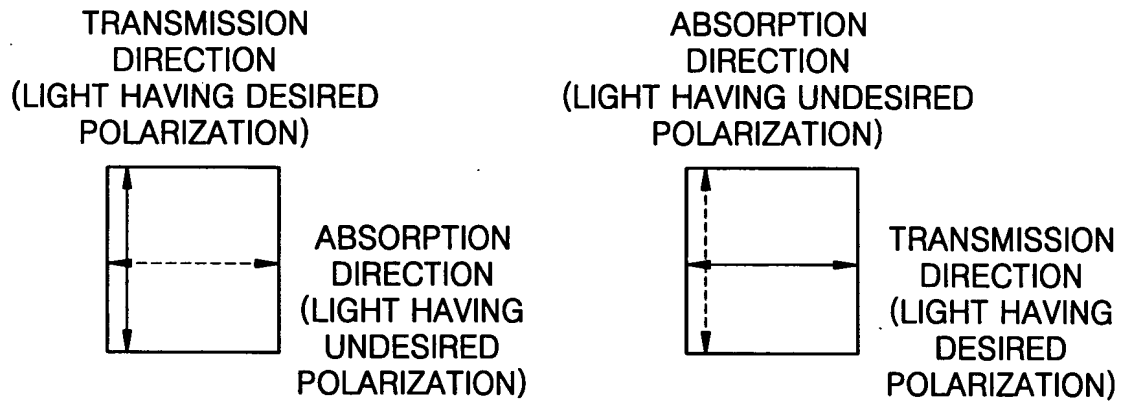 TRANSMISSION
DIRECTION
(LIGHT HAVING DESIRED
POLARIZATION)
ABSORPTION
DIRECTION
(LIGHT HAVING
UNDESIRED
POLARIZATION)
ABSORPTION
DIRECTION
(LIGHT HAVING UNDESIRED
POLARIZATION)
TRANSMISSION
DIRECTION
(LIGHT HAVING
DESIRED
POLARIZATION)